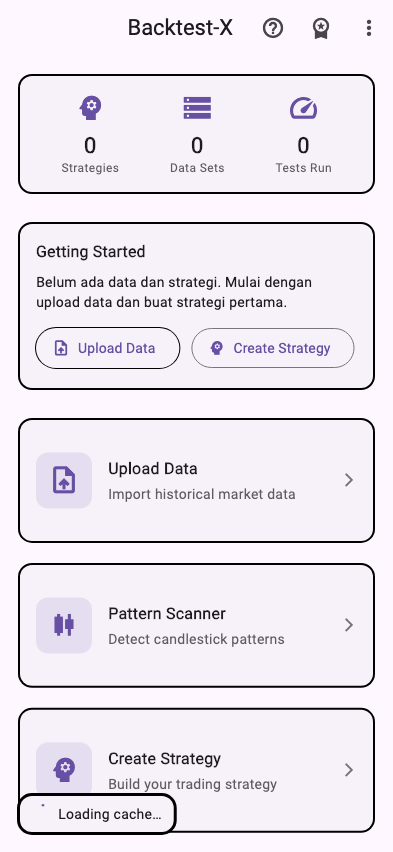 Backtest-X
0
0
0
Strategies
Data Sets
Tests Run
Getting Started
Belum ada data dan strategi. Mulai dengan
upload data dan buat strategi pertama.
Upload Data
Create Strategy
Upload Data
Import historical market data
Pattern Scanner
Detect candlestick patterns
Create Strategy
Build your trading strategy
Loading cache...